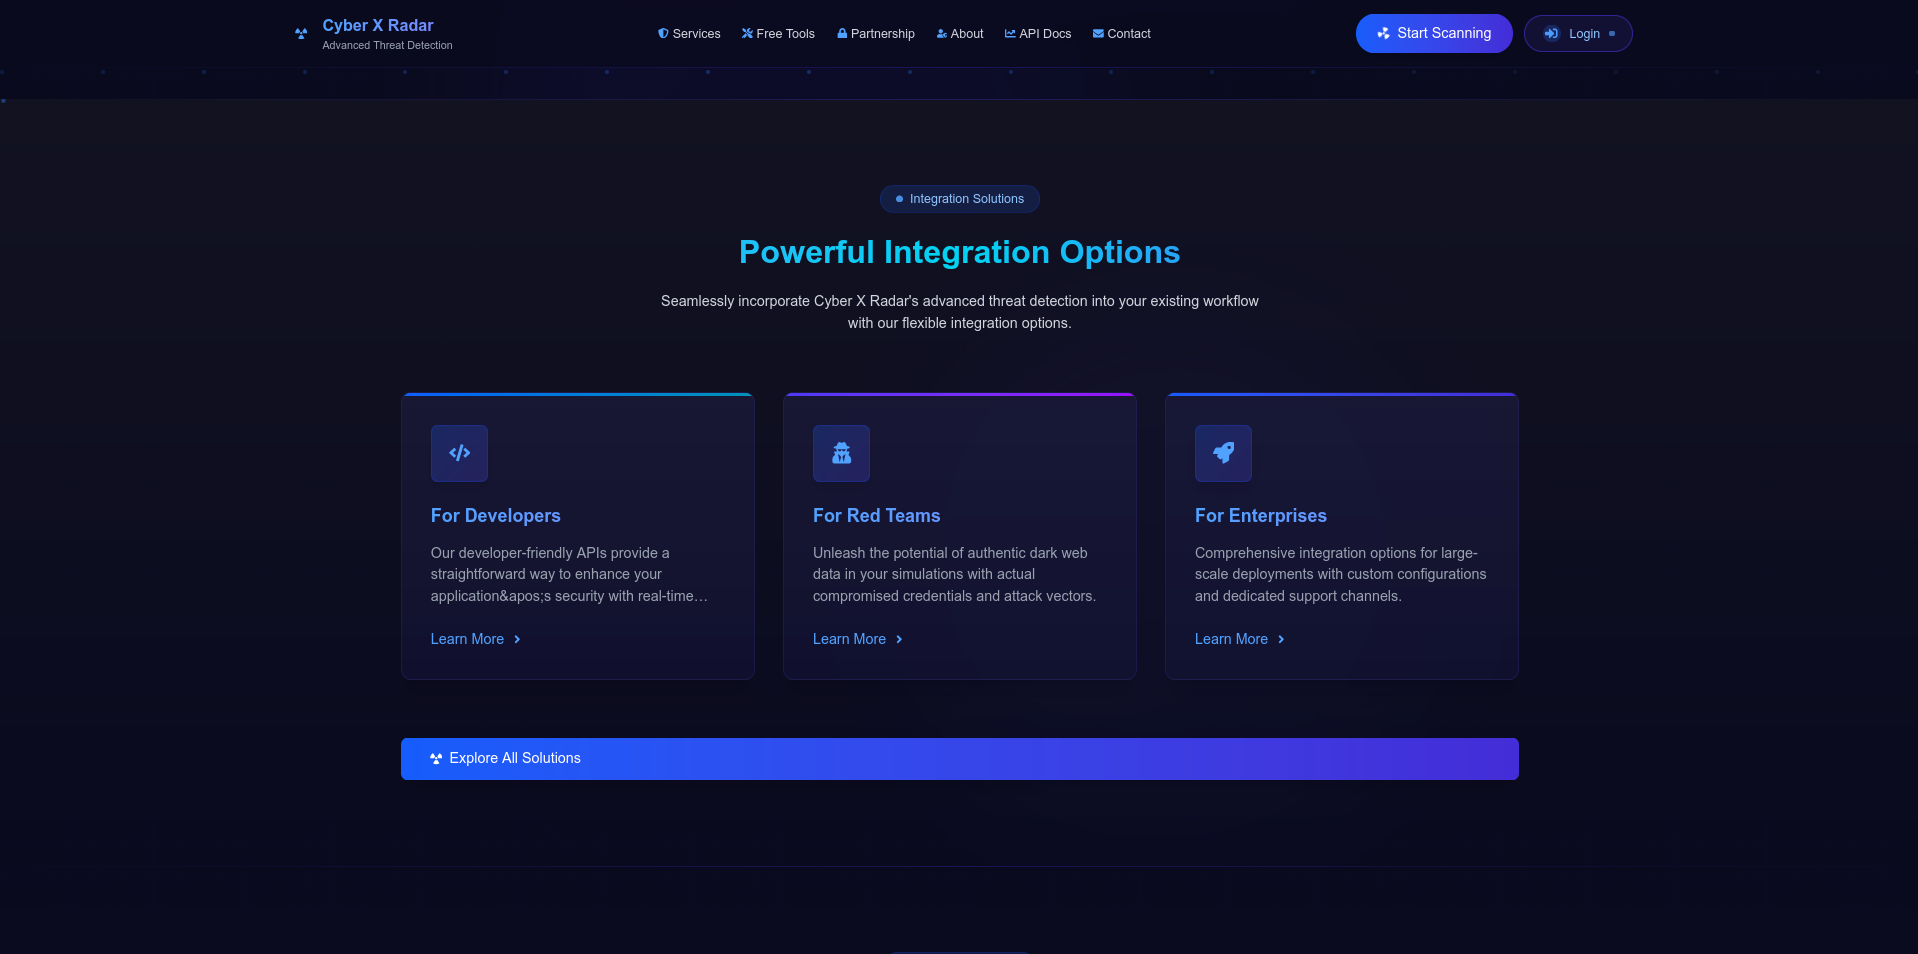 Cyber X Radar
Advanced Threat Detection
Services
Free Tools
Partnership
About
API Docs
Contact
Start Scanning
Login
Integration Solutions
Powerful Integration Options
Seamlessly incorporate Cyber X Radar's advanced threat detection into your existing workflow
with our flexible integration options.
For Developers
Our developer-friendly APIs provide a
straightforward way to enhance your
application&apos;s security with real-time…
Learn More
For Red Teams
Unleash the potential of authentic dark web
data in your simulations with actual
compromised credentials and attack vectors.
Learn More
For Enterprises
Comprehensive integration options for large-
scale deployments with custom configurations
and dedicated support channels.
Learn More
Explore All Solutions